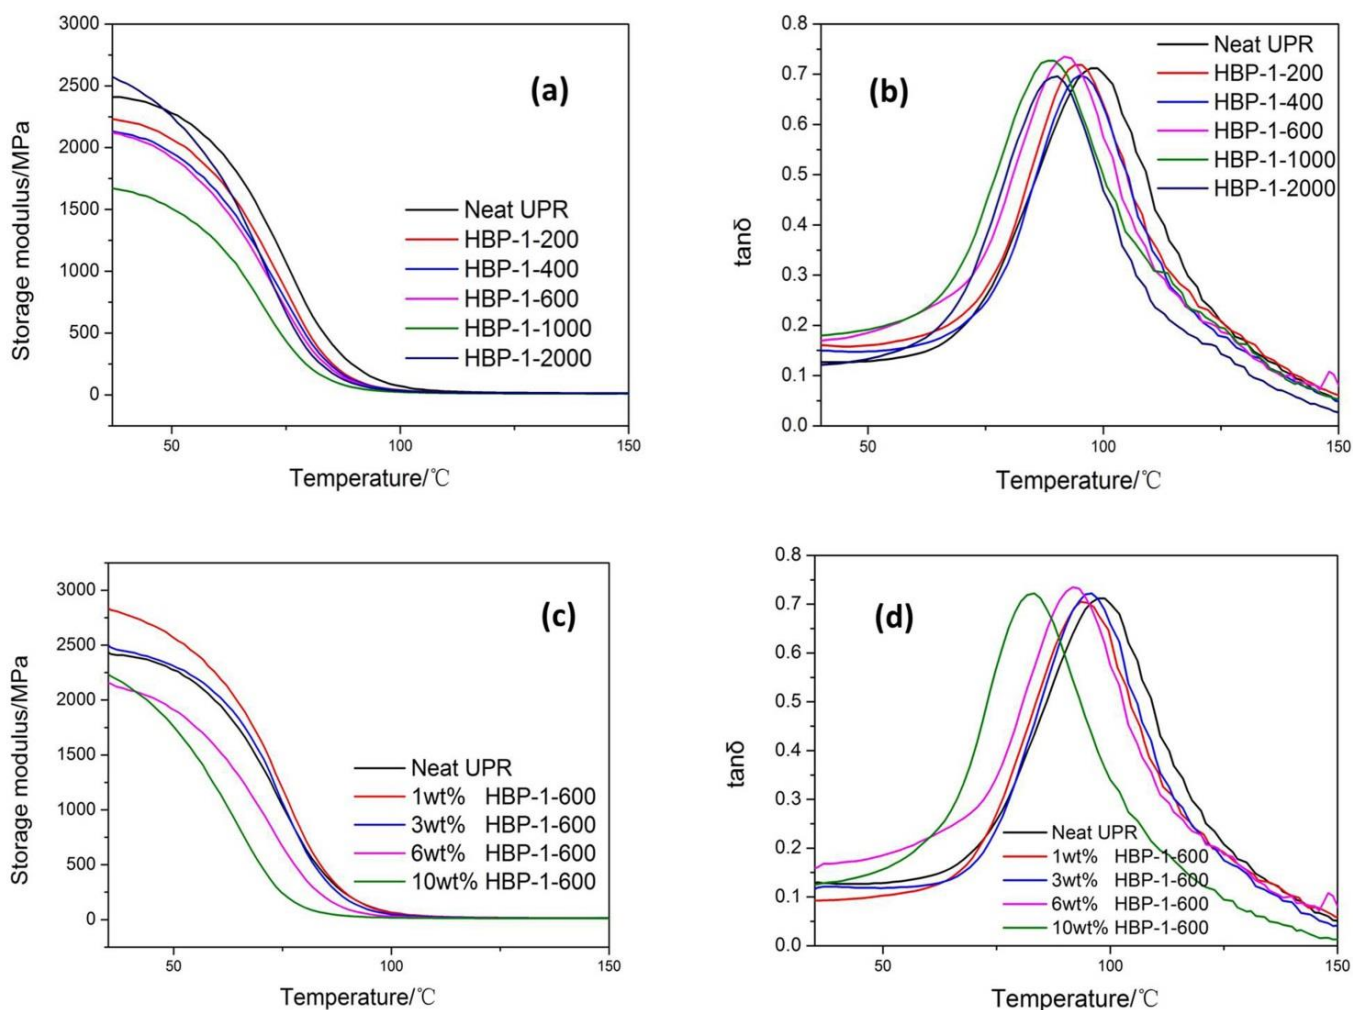 3000
2500
2000
1500
1000
500
0
Storage modulus/MPa
(a)
Neat UPR
HBP-1-200
HBP-1-400
HBP-1-600
HBP-1-1000
HBP-1-2000
50
100
150
Temperature/℃
0.8
0.7
0.6
0.5
0.4
0.3
0.2
0.1
0.0
tanδ
(b)
Neat UPR
HBP-1-200
HBP-1-400
HBP-1-600
HBP-1-1000
HBP-1-2000
50
100
150
Temperature/℃
3000
2500
2000
1500
1000
500
0
Storage modulus/MPa
(c)
Neat UPR
1wt% HBP-1-600
3wt% HBP-1-600
6wt% HBP-1-600
10wt% HBP-1-600
50
100
150
Temperature/℃
0.8
0.7
0.6
0.5
0.4
0.3
0.2
0.1
0.0
tanδ
(d)
Neat UPR
1wt% HBP-1-600
3wt% HBP-1-600
6wt% HBP-1-600
10wt% HBP-1-600
50
100
150
Temperature/℃